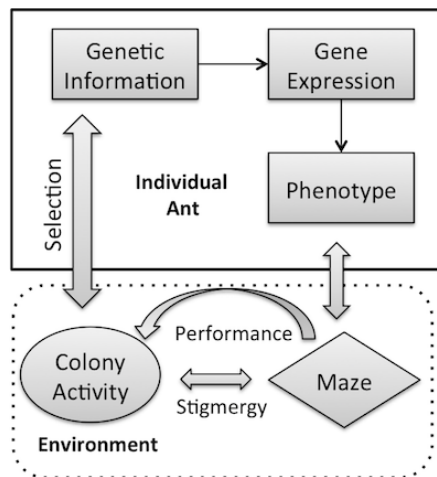 Genetic
Information
Gene
Expression
Phenotype
Individual
Ant
Selection
Performance
Colony
Activity
Stigmergy
Maze
Environment